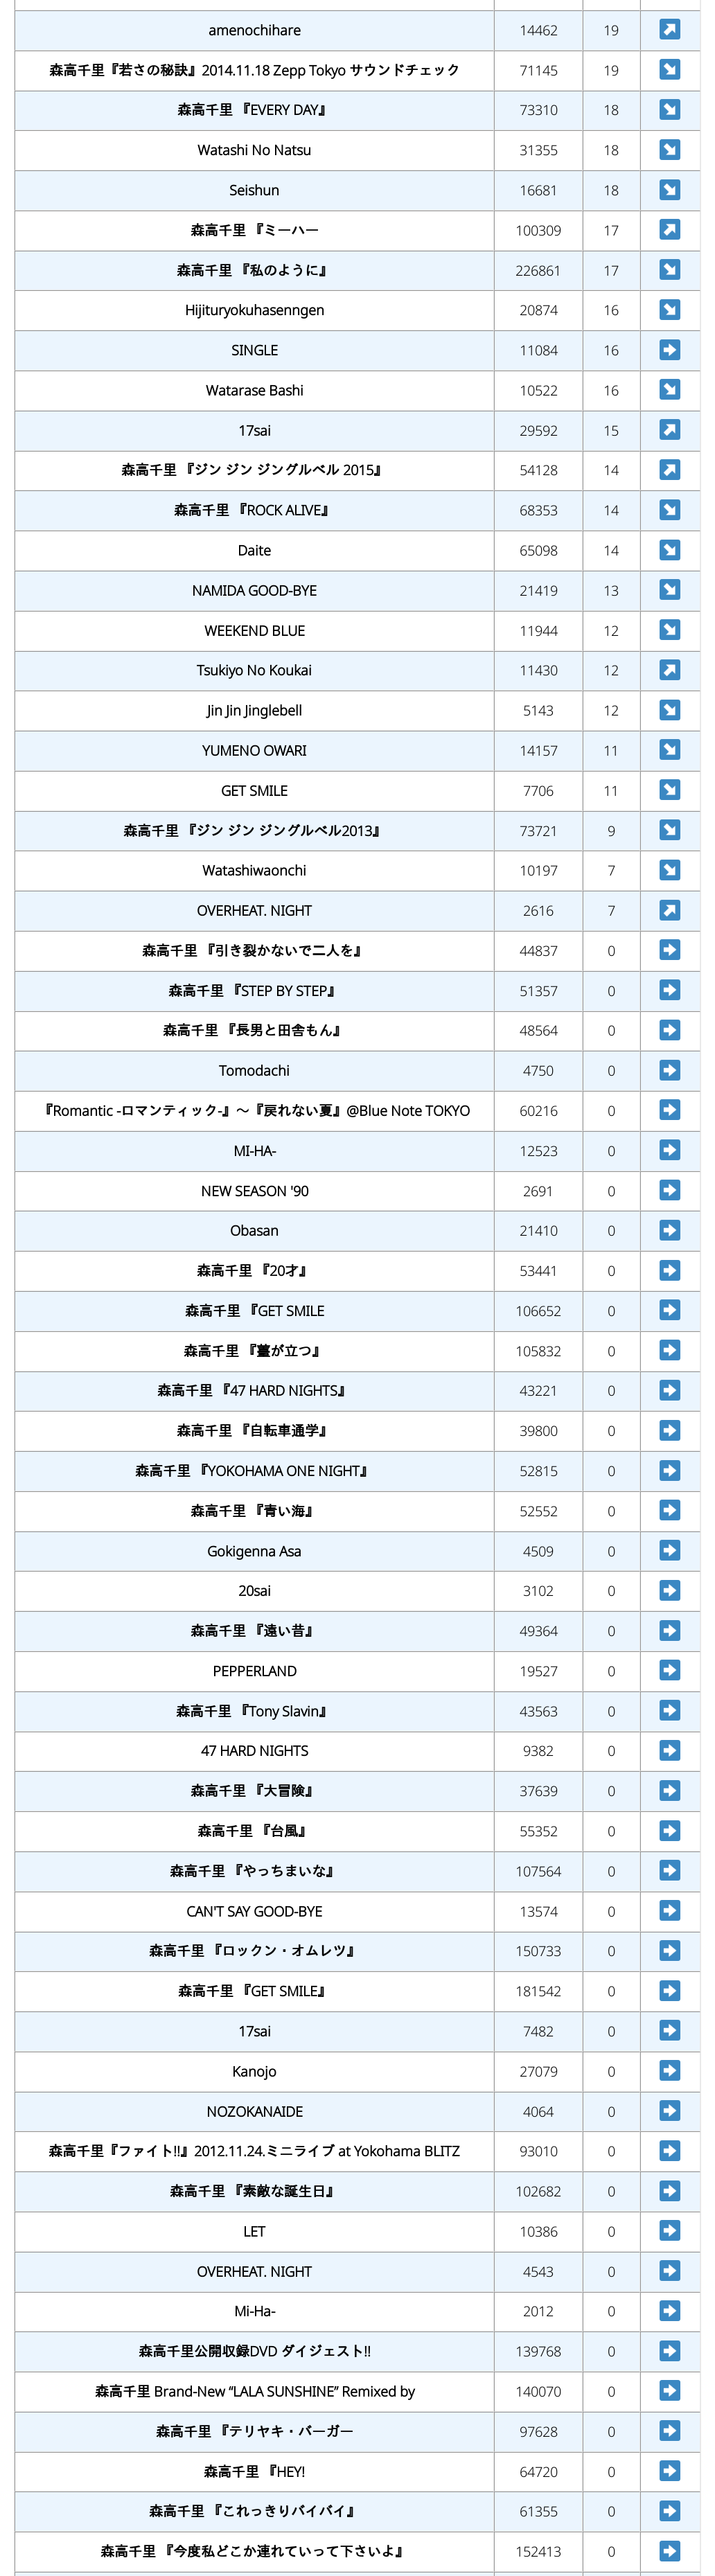 amenochihare 14462 19
森高千里『若さの秘訣』2014.11.18 Zepp Tokyo サウンドチェック 71145 19
森高千里 『EVERY DAY』 73310 18
Watashi No Natsu 31355 18
Seishun 16681 18
森高千里 『ミーハー 100309 17
森高千里 『私のように』 226861 17
Hijituryokuhasenngen 20874 16
SINGLE 11084 16
Watarase Bashi 10522 16
17sai 29592 15
森高千里 『ジン ジン ジングルベル 2015』 54128 14
森高千里 『ROCK ALIVE』 68353 14
Daite 65098 14
NAMIDA GOOD-BYE 21419 13
WEEKEND BLUE 11944 12
Tsukiyo No Koukai 11430 12
Jin Jin Jinglebell 5143 12
YUMENO OWARI 14157 11
GET SMILE 7706 11
森高千里 『ジン ジン ジングルベル2013』 73721 9
Watashiwaonchi 10197 7
OVERHEAT. NIGHT 2616 7
森高千里 『引き裂かないで二人を』 44837 0
森高千里 『STEP BY STEP』 51357 0
森高千里 『長男と田舎もん』 48564 0
Tomodachi 4750 0
『Romantic -ロマンティック-』～『戻れない夏』@Blue Note TOKYO 60216 0
MI-HA- 12523 0
NEW SEASON '90 2691 0
Obasan 21410 0
森高千里 『20才』 53441 0
森高千里 『GET SMILE 106652 0
森高千里 『薹が立つ』 105832 0
森高千里 『47 HARD NIGHTS』 43221 0
森高千里 『自転車通学』 39800 0
森高千里 『YOKOHAMA ONE NIGHT』 52815 0
森高千里 『青い海』 52552 0
Gokigenna Asa 4509 0
20sai 3102 0
森高千里 『遠い昔』 49364 0
PEPPERLAND 19527 0
森高千里 『Tony Slavin』 43563 0
47 HARD NIGHTS 9382 0
森高千里 『大冒険』 37639 0
森高千里 『台風』 55352 0
森高千里 『やっちまいな』 107564 0
CAN'T SAY GOOD-BYE 13574 0
森高千里 『ロックン・オムレツ』 150733 0
森高千里 『GET SMILE』 181542 0
17sai 7482 0
Kanojo 27079 0
NOZOKANAIDE 4064 0
森高千里『ファイト!!』2012.11.24.ミニライブ at Yokohama BLITZ 93010 0
森高千里 『素敵な誕生日』 102682 0
LET 10386 0
OVERHEAT. NIGHT 4543 0
Mi-Ha- 2012 0
森高千里公開収録DVD ダイジェスト!! 139768 0
森高千里 Brand-New “LALA SUNSHINE” Remixed by 140070 0
森高千里 『テリヤキ・バーガー 97628 0
森高千里 『HEY! 64720 0
森高千里 『これっきりバイバイ』 61355 0
森高千里 『今度私どこか連れていって下さいよ』 152413 0